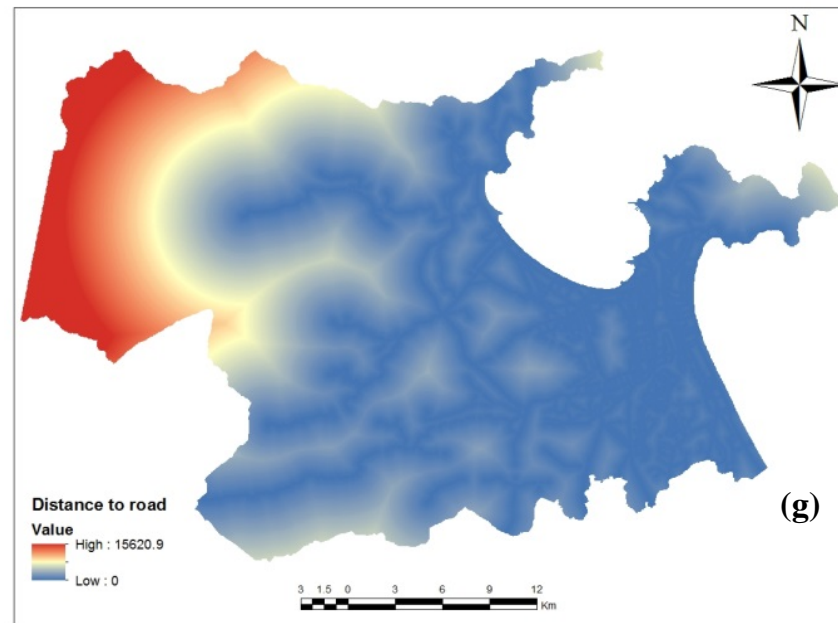 N
(g)
Distance to road
Value
High : 15620.9
Low : 0
3 1.5 0 3 6 9 12
Km